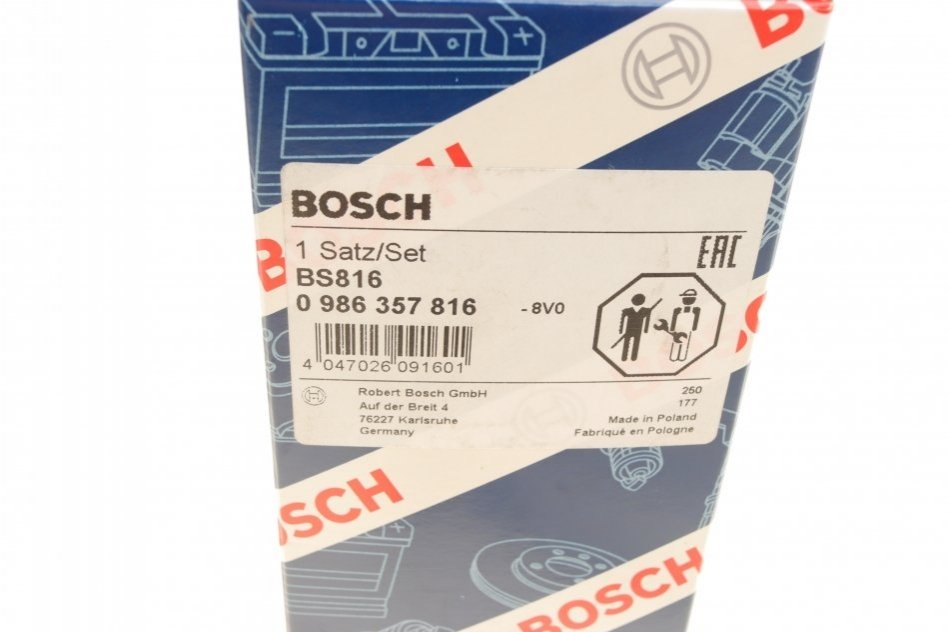 BOSCH
BOSCH
1 Satz/Set
EAC
BS816
0 986 357 816
- 8V0
4 047026 091601
Robert Bosch GmbH
Auf der Breit 4
76227 Karlsruhe
Germany
250
177
Made in Poland
Fabriqué en Pologne
BOSCH
BOSCH